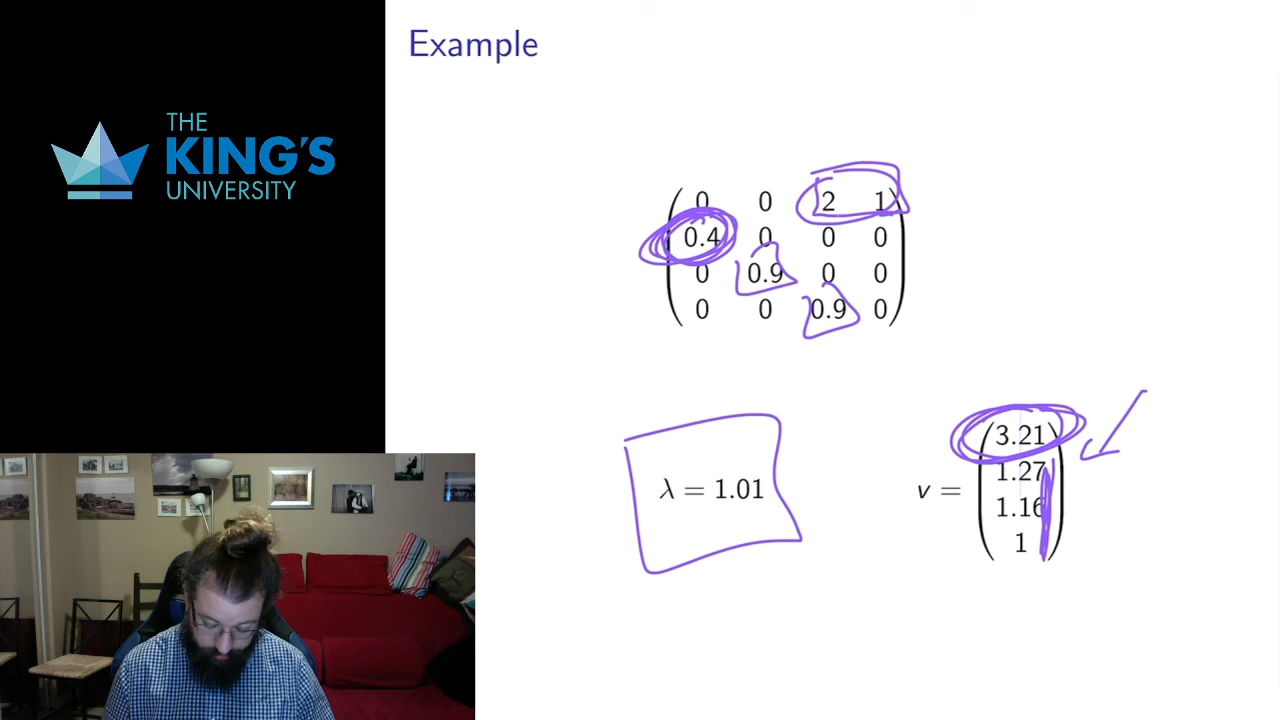 THE
KING'S
UNIVERSITY
Example
0 0 2 1
0.4 0 0 0
0 0.9 0 0
0 0 0.9 0
λ = 1.01
v =
3.21
1.27
1.16
1